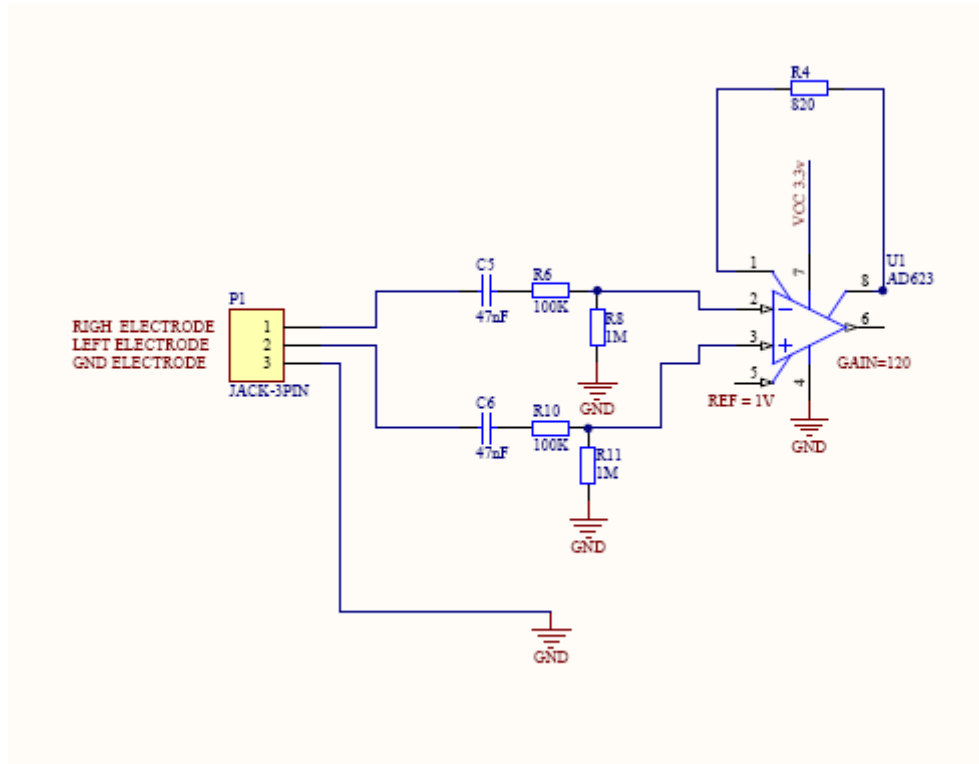 R4
820
VCC 3.3v
1
7
U1
8
AD623
C5
R6
47nF
100K
2
R8
1M
6
P1
RIGH ELECTRODE 1
LEFT ELECTRODE 2
GND ELECTRODE 3
JACK-3PIN
3
GAIN=120
5
4
REF = 1V
GND
C6
R10
GND
47nF
100K
R11
1M
GND
GND